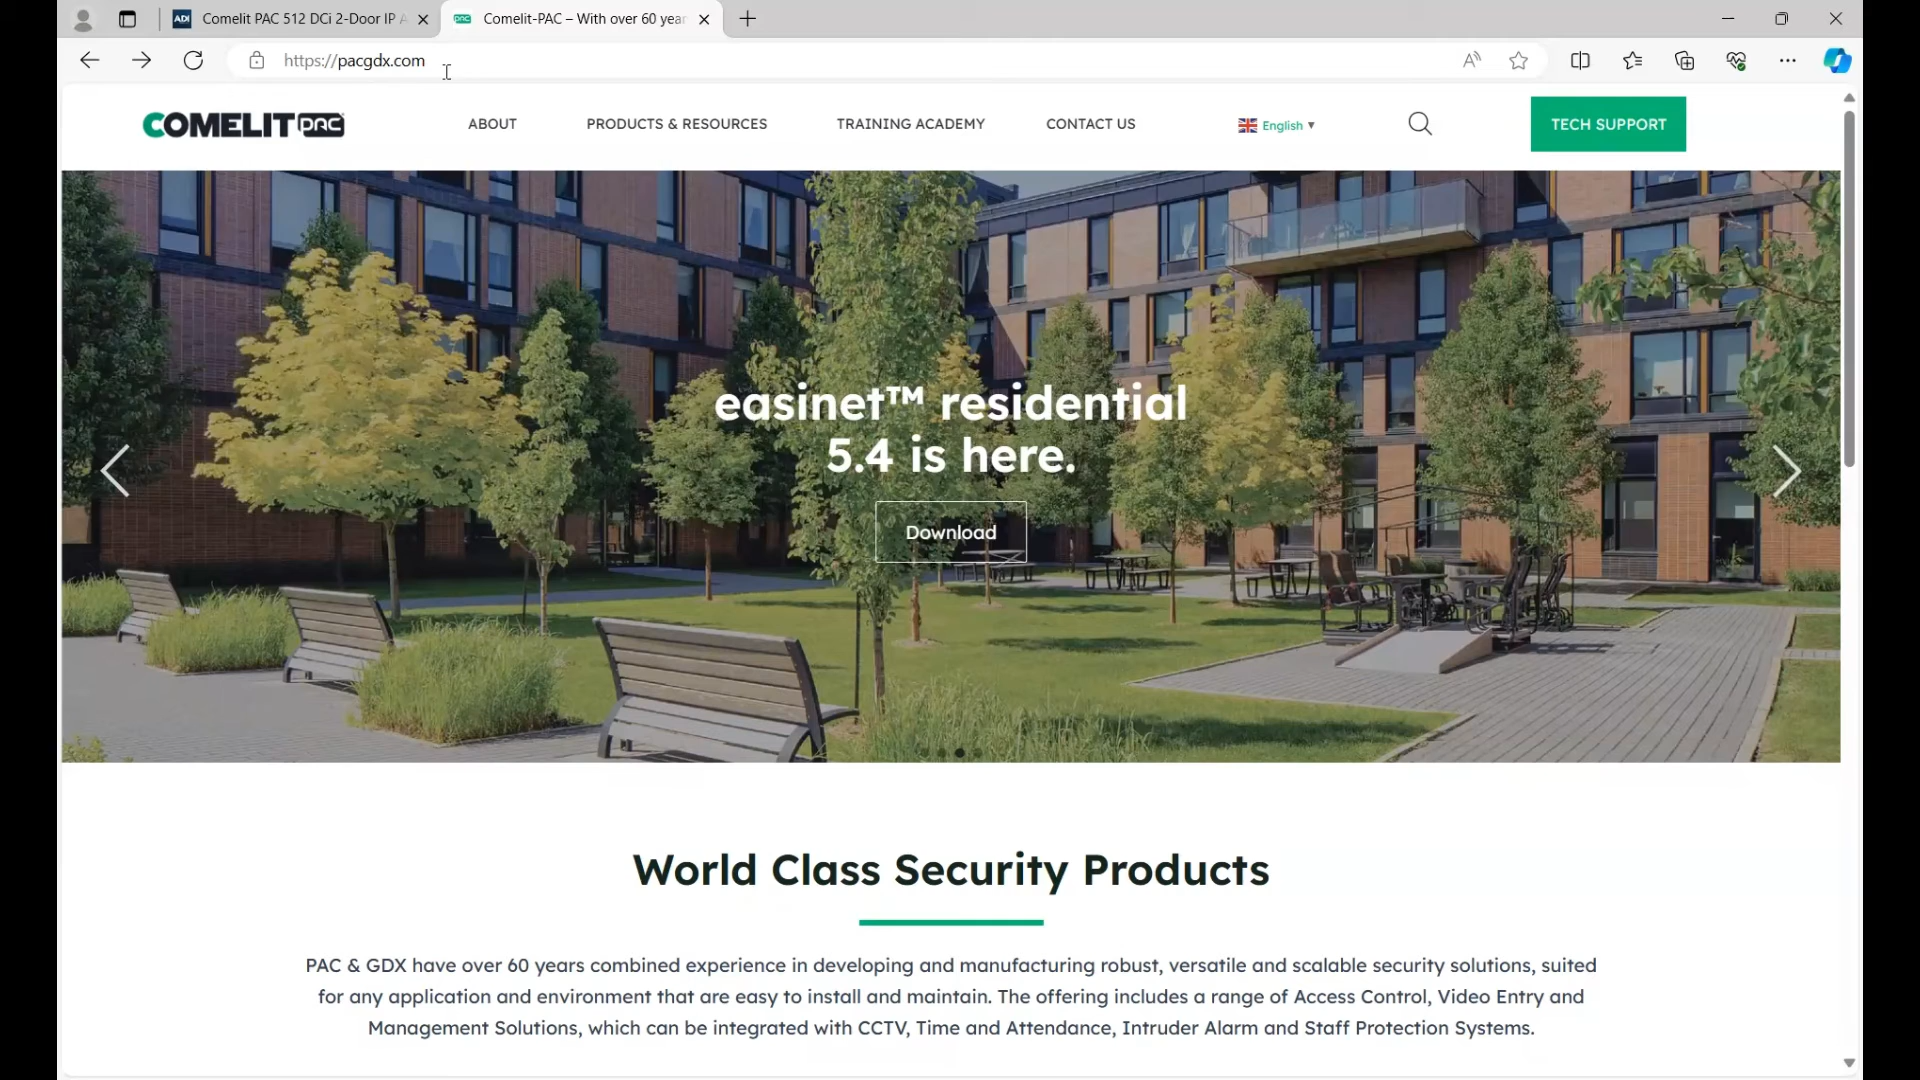 ADI Comelit PAC 512 DCi 2-Door IP A
pac Comelit-PAC – With over 60 year
https://pacgdx.com
COMELIT PAC
ABOUT
PRODUCTS & RESOURCES
TRAINING ACADEMY
CONTACT US
English ▼
TECH SUPPORT
easinet™ residential
5.4 is here.
Download
World Class Security Products
PAC & GDX have over 60 years combined experience in developing and manufacturing robust, versatile and scalable security solutions, suited
for any application and environment that are easy to install and maintain. The offering includes a range of Access Control, Video Entry and
Management Solutions, which can be integrated with CCTV, Time and Attendance, Intruder Alarm and Staff Protection Systems.